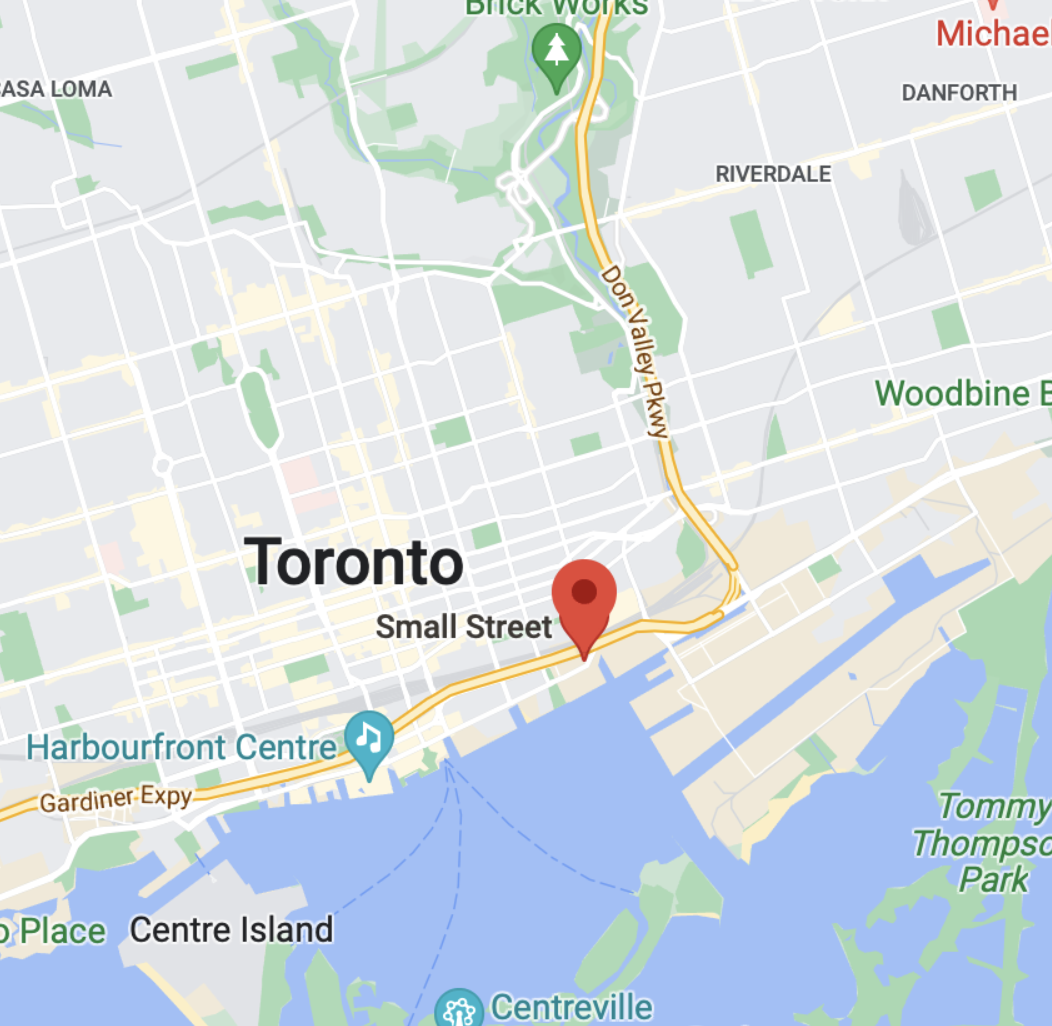 Brick Works
Michael
CASA LOMA
DANFORTH
RIVERDALE
Don Valley Pkwy
Woodbine B
Toronto
Small Street
Harbourfront Centre
Gardiner Expy
Tommy
Thompso
Park
o Place
Centre Island
Centreville